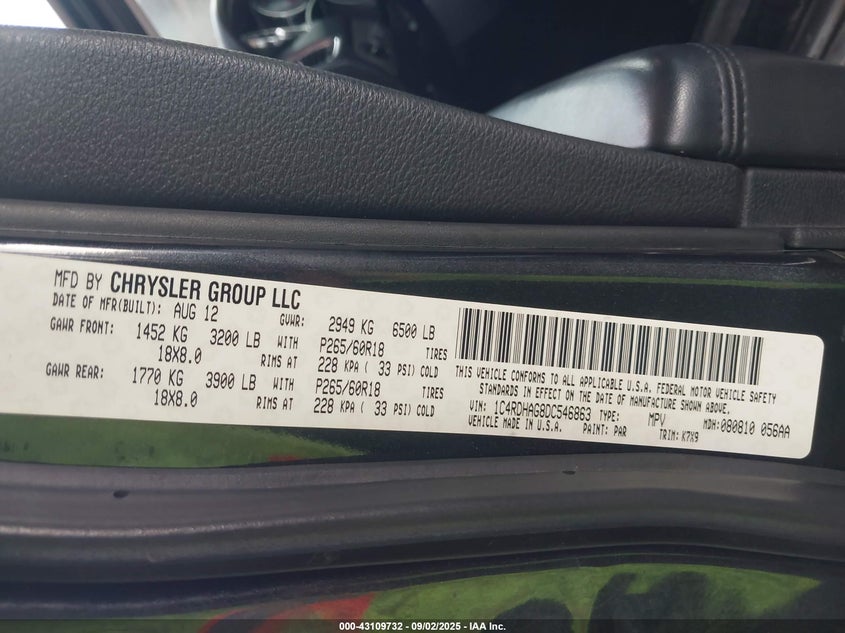 MFD BY CHRYSLER GROUP LLC
DATE OF MFR(BUILT): AUG 12 GVWR: 2949 KG 6500 LB
GAWR FRONT: 1452 KG 3200 LB WITH P265/60R18 TIRES
18X8.0 RIMS AT 228 KPA ( 33 PSI) COLD
GAWR REAR: 1770 KG 3900 LB WITH P265/60R18 TIRES
18X8.0 RIMS AT 228 KPA ( 33 PSI) COLD
THIS VEHICLE CONFORMS TO ALL APPLICABLE U.S.A. FEDERAL MOTOR VEHICLE SAFETY
STANDARDS IN EFFECT ON THE DATE OF MANUFACTURE SHOWN ABOVE.
VIN: 1C4RDHAG8DC546863 TYPE: MPV MDH: 080810 056AA
VEHICLE MADE IN U.S.A. PAINT: PAR TRIM: K7X9
000-43109732 - 09/02/2025 - IAA Inc.